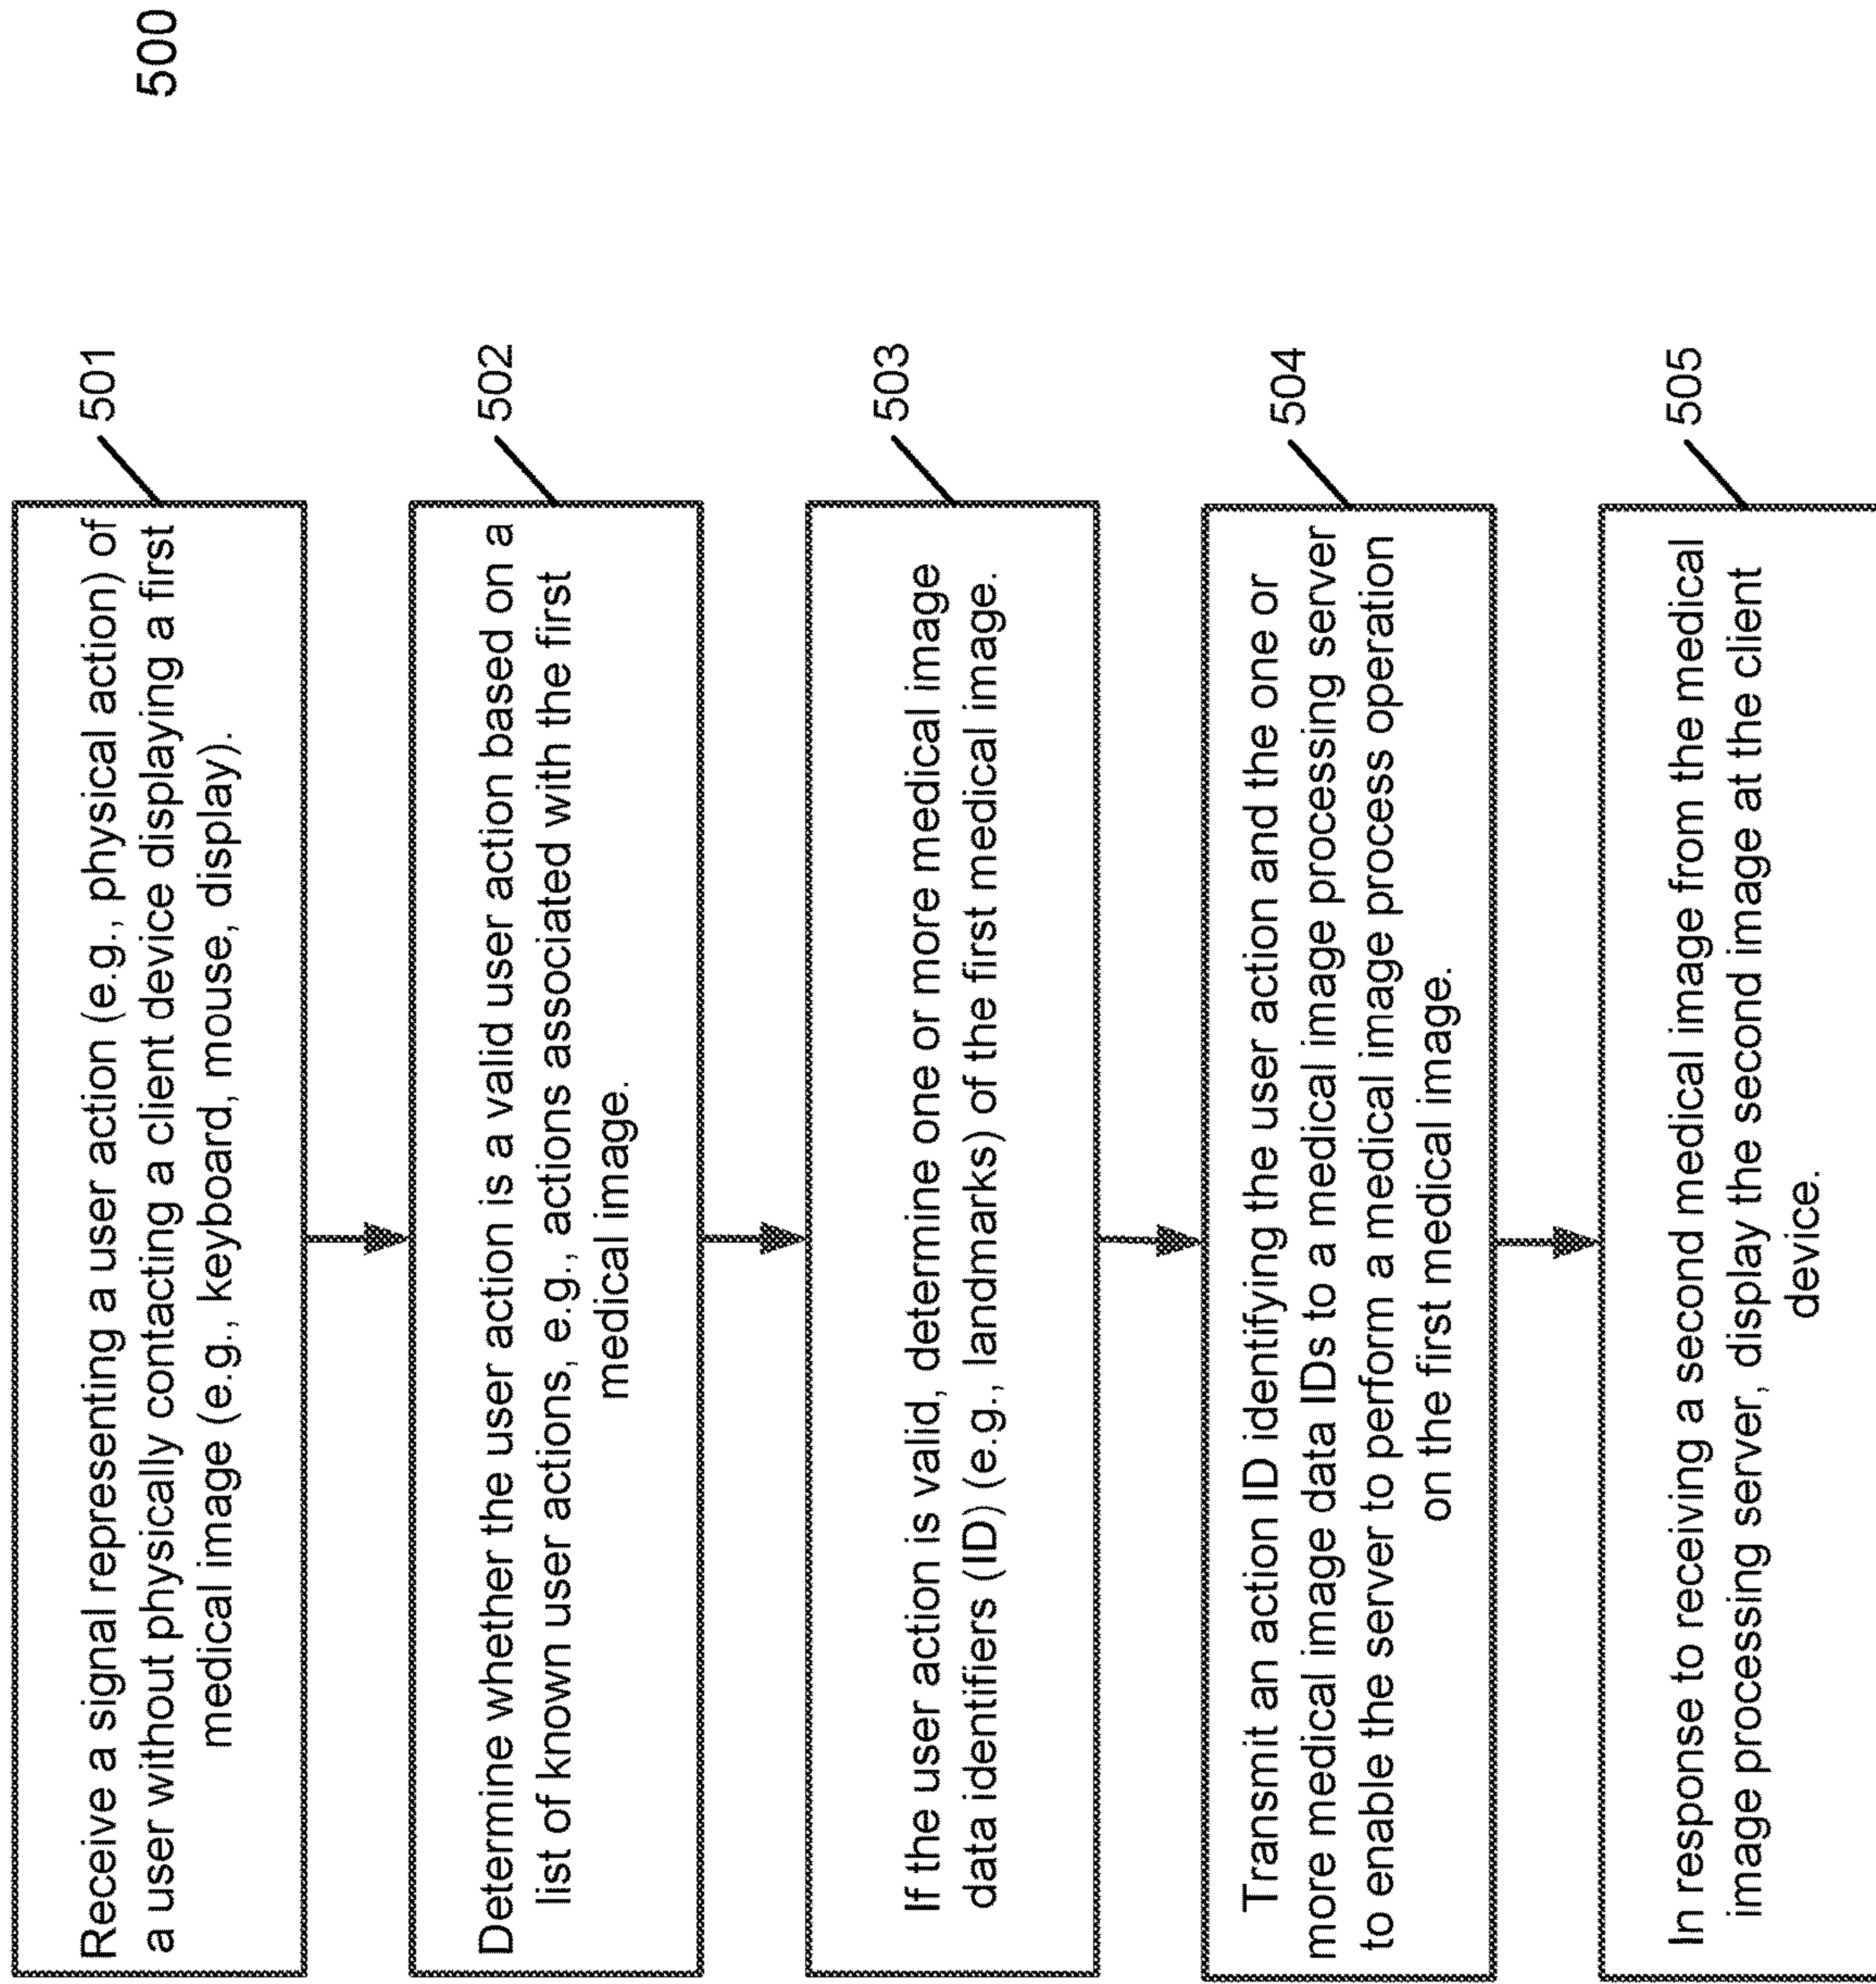 500
Receive a signal representing a user action (e.g., physical action) of
a user without physically contacting a client device displaying a first
medical image (e.g., keyboard, mouse, display).
501
Determine whether the user action is a valid user action based on a
list of known user actions, e.g., actions associated with the first
medical image.
502
If the user action is valid, determine one or more medical image
data identifiers (ID) (e.g., landmarks) of the first medical image.
503
Transmit an action ID identifying the user action and the one or
more medical image data IDs to a medical image processing server
to enable the server to perform a medical image process operation
on the first medical image.
504
In response to receiving a second medical image from the medical
image processing server, display the second image at the client
device.
505